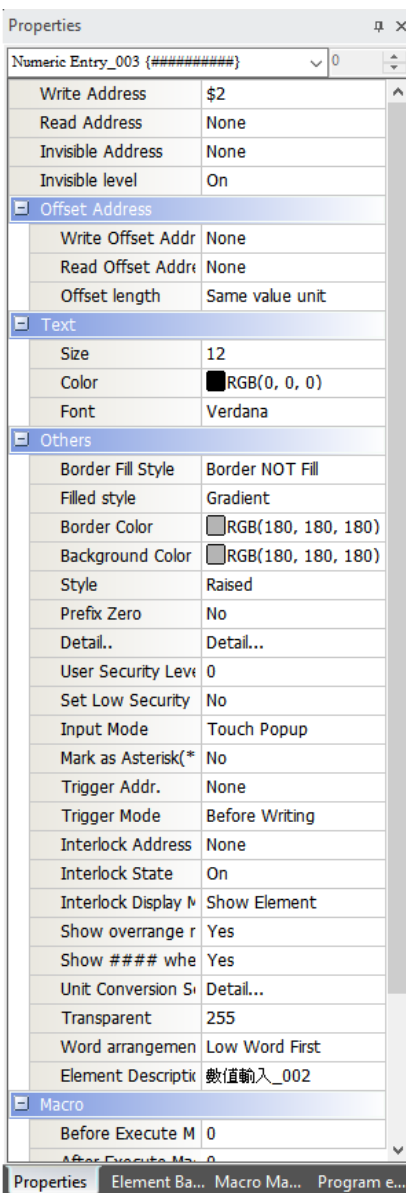 Properties
Numeric Entry_003 {##########} 0
Write Address $2
Read Address None
Invisible Address None
Invisible level On
Offset Address
Write Offset Addr None
Read Offset Addre None
Offset length Same value unit
Text
Size 12
Color RGB(0, 0, 0)
Font Verdana
Others
Border Fill Style Border NOT Fill
Filled style Gradient
Border Color RGB(180, 180, 180)
Background Color RGB(180, 180, 180)
Style Raised
Prefix Zero No
Detail.. Detail...
User Security Leve 0
Set Low Security No
Input Mode Touch Popup
Mark as Asterisk(* No
Trigger Addr. None
Trigger Mode Before Writing
Interlock Address None
Interlock State On
Interlock Display M Show Element
Show overrange r Yes
Show #### whe Yes
Unit Conversion Se Detail...
Transparent 255
Word arrangemen Low Word First
Element Descriptic 數值輸入_002
Macro
Before Execute M 0
After Execute Ma 0
Properties Element Ba... Macro Ma... Program e...